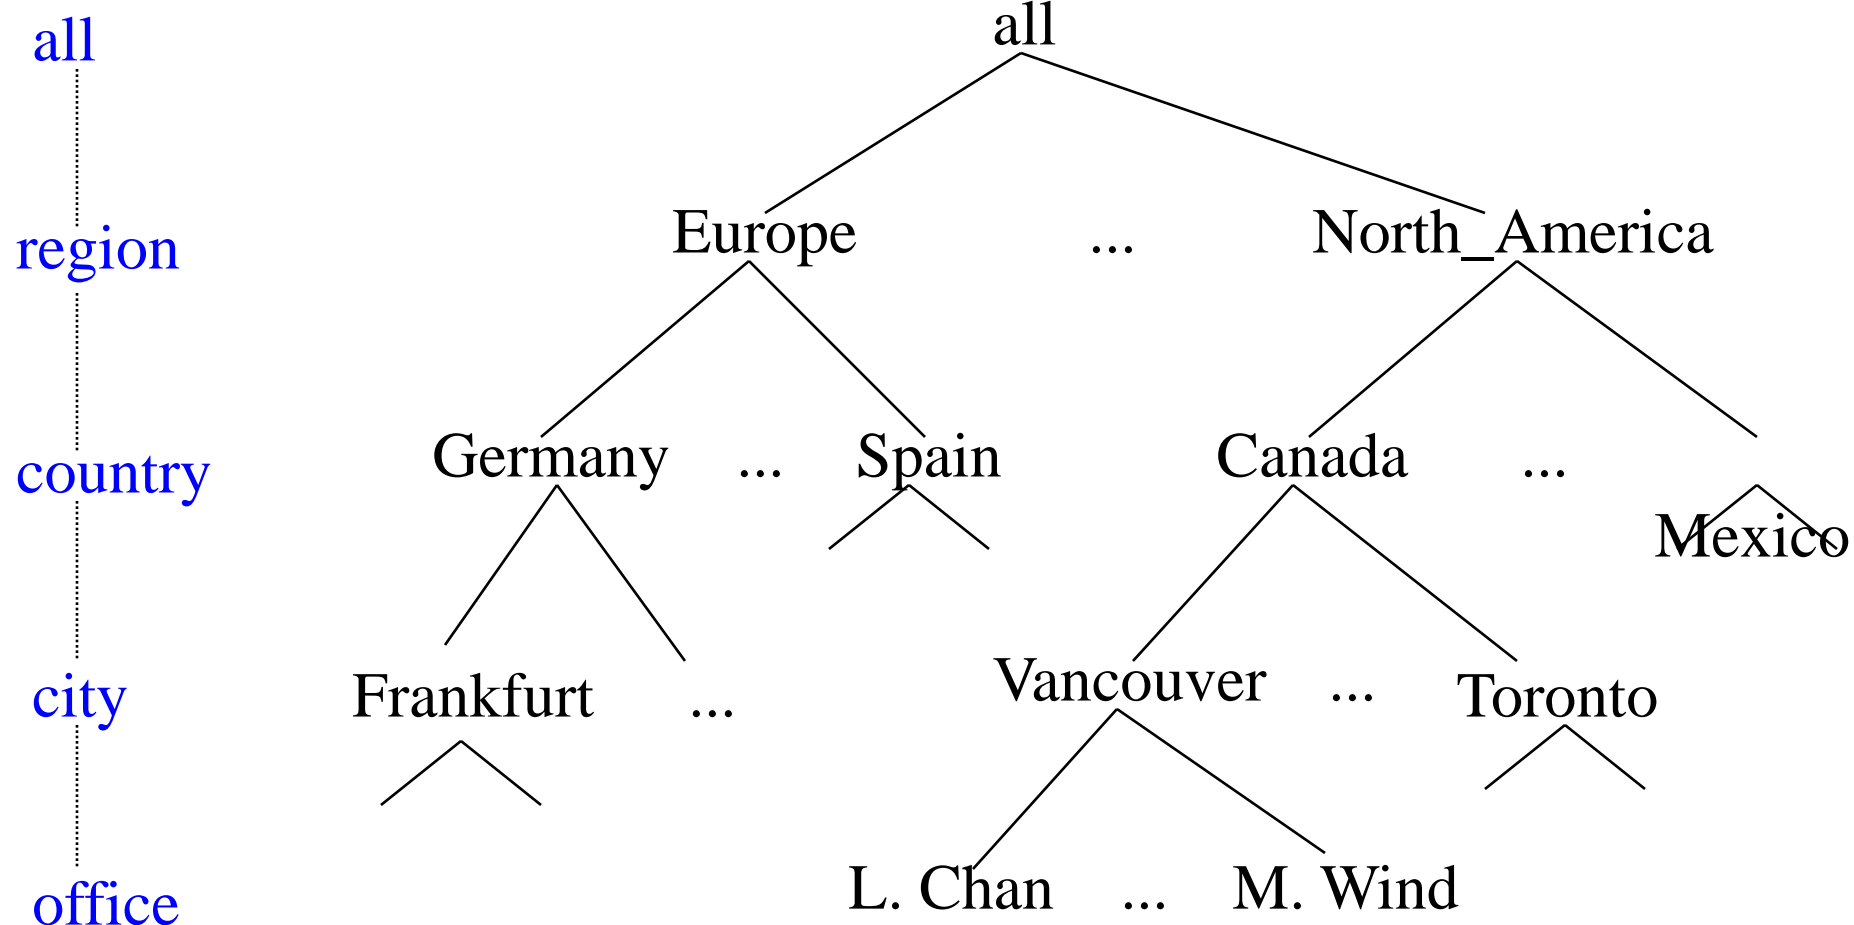 all
all
region
Europe ... North_America
country
Germany ... Spain Canada ...
Mexico
city
Frankfurt ... Vancouver ... Toronto
office
L. Chan ... M. Wind